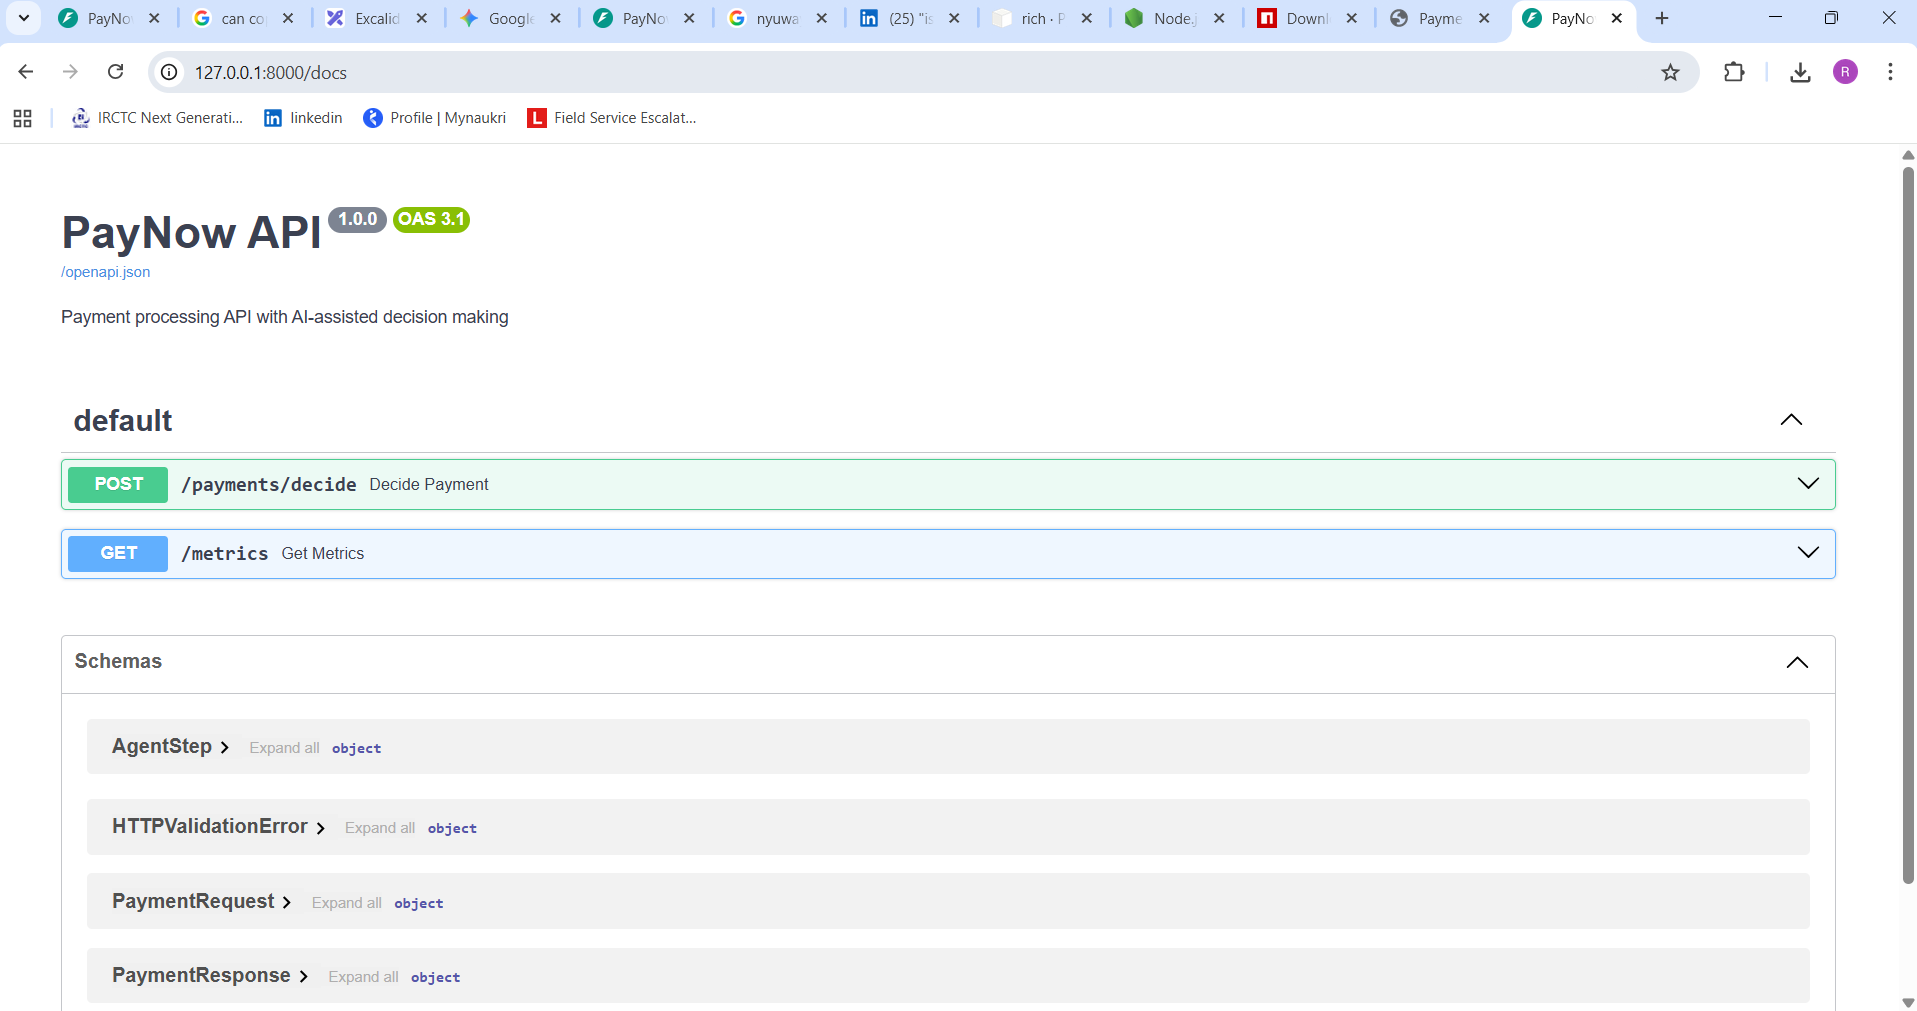 PayNo
can co
Excalid
Google
PayNo
nyuwa
(25) "is
rich · P
Node.j
Downl
Payme
PayNo
127.0.0.1:8000/docs
R
IRCTC Next Generati...
linkedin
Profile | Mynaukri
Field Service Escalat...
PayNow API 1.0.0 OAS 3.1
/openapi.json
Payment processing API with AI-assisted decision making
default
POST /payments/decide Decide Payment
GET /metrics Get Metrics
Schemas
AgentStep Expand all object
HTTPValidationError Expand all object
PaymentRequest Expand all object
PaymentResponse Expand all object